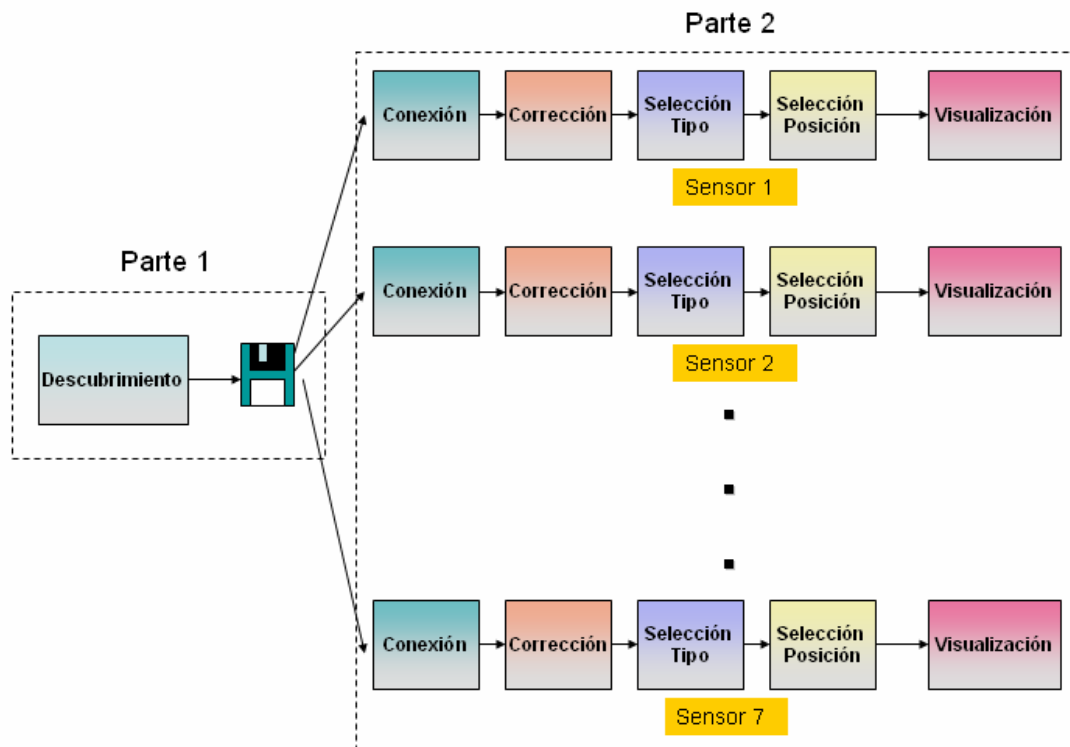 Parte 2
Conexión
Corrección
Selección
Tipo
Selección
Posición
Visualización
Sensor 1
Parte 1
Conexión
Corrección
Selección
Tipo
Selección
Posición
Visualización
Sensor 2
Descubrimiento
Conexión
Corrección
Selección
Tipo
Selección
Posición
Visualización
Sensor 7